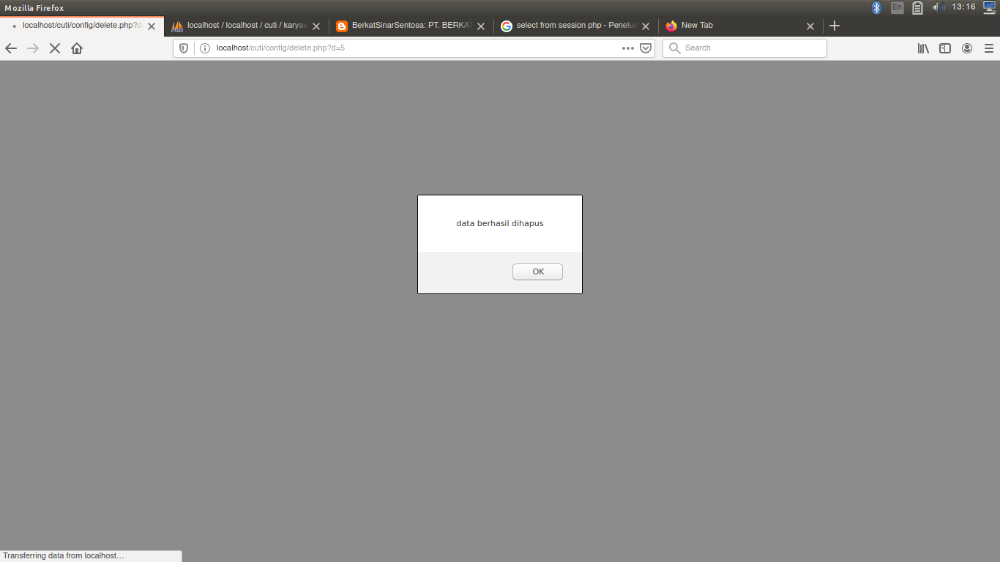 Mozilla Firefox
En
13:16
localhost/cuti/config/delete.php?d
localhost / localhost / cuti / karyaw
BerkatSinarSentosa: PT. BERKAT
select from session php - Penelus
New Tab
localhost/cuti/config/delete.php?d=5
Search
data berhasil dihapus
OK
Transferring data from localhost…